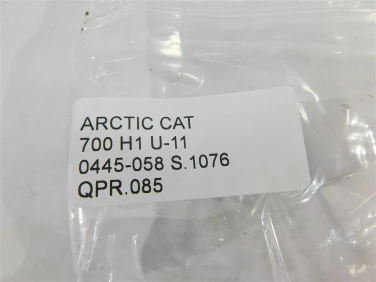 ARCTIC CAT
700 H1 U-11
0445-058 S.1076
QPR.085